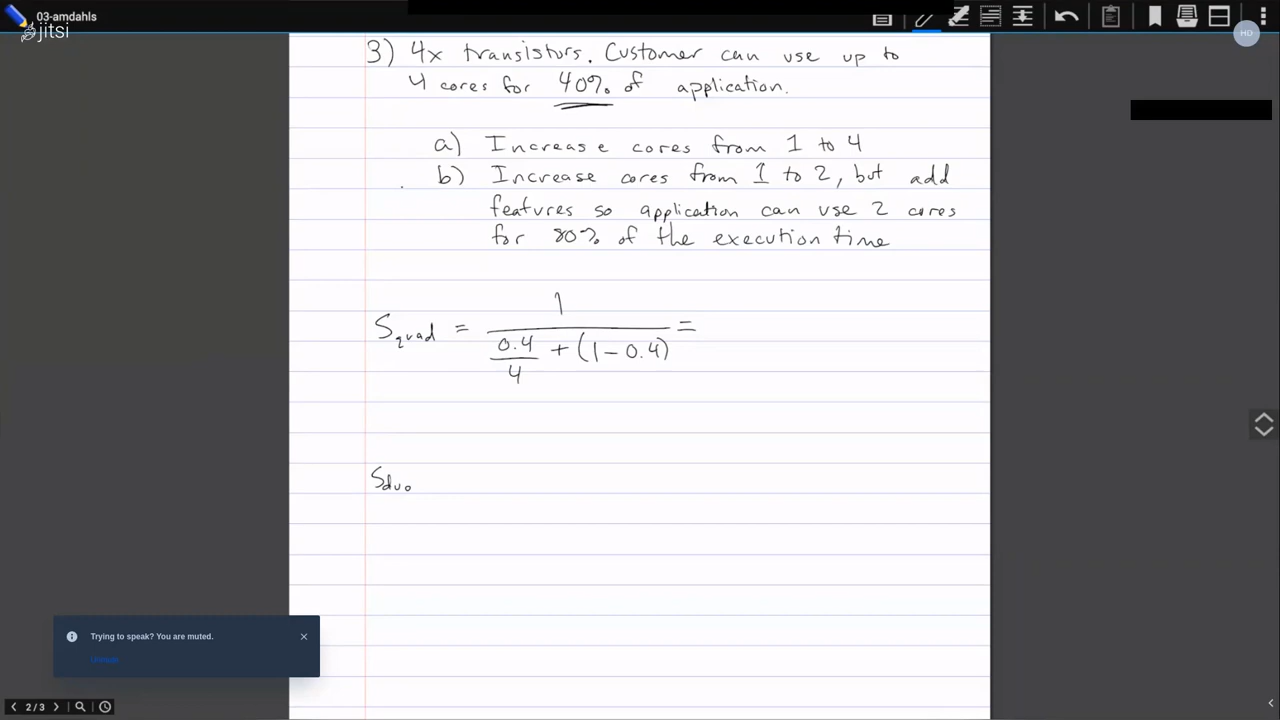 03-amdahls
jitsi
HD
3) 4x transistors. Customer can use up to
4 cores for 40% of application.
a) Increase cores from 1 to 4
b) Increase cores from 1 to 2, but add
features so application can use 2 cores
for 80% of the execution time
S_quad = 1 / (0.4/4 + (1-0.4)) =
S_duo
Trying to speak? You are muted.
Unmute
2/3